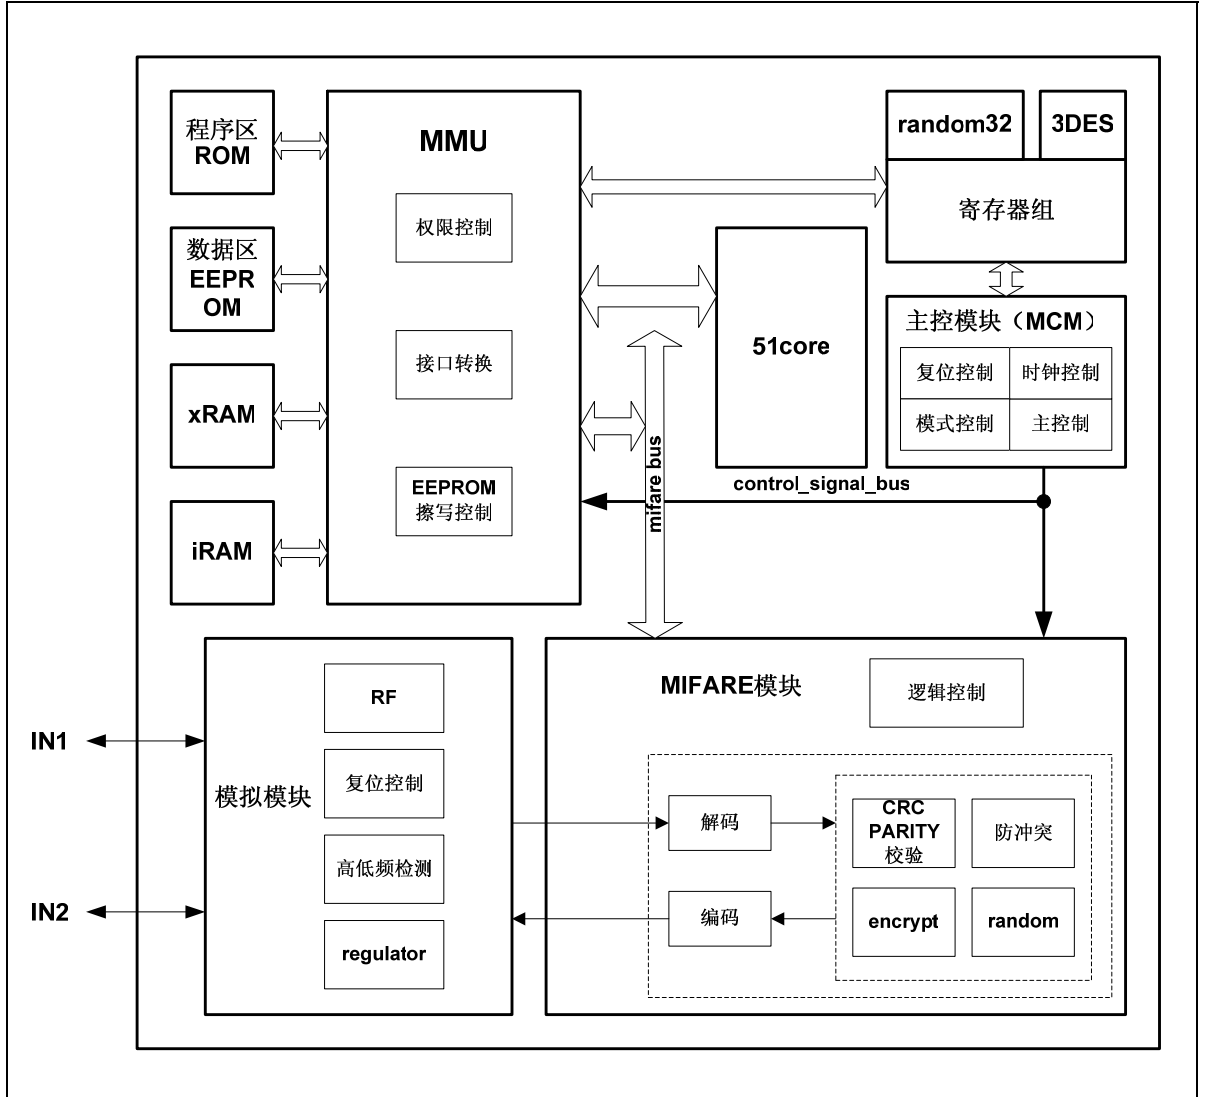 程序区
ROM
MMU
random32
3DES
权限控制
寄存器组
数据区
EEPR
OM
主控模块（MCM）
51core
接口转换
复位控制
时钟控制
xRAM
模式控制
主控制
mifare bus
control_signal_bus
EEPROM
擦写控制
iRAM
RF
MIFARE模块
逻辑控制
IN1
复位控制
模拟模块
解码
CRC
PARITY
校验
防冲突
高低频检测
IN2
编码
encrypt
random
regulator